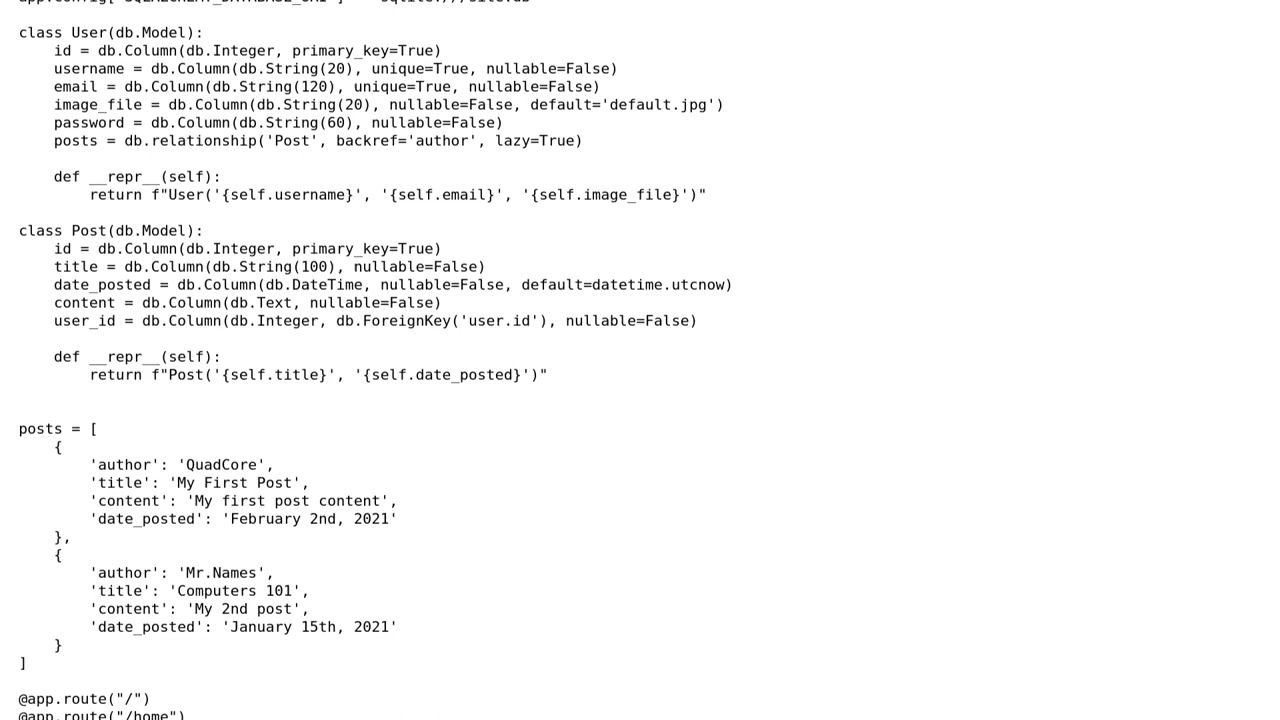 class User(db.Model):
    id = db.Column(db.Integer, primary_key=True)
    username = db.Column(db.String(20), unique=True, nullable=False)
    email = db.Column(db.String(120), unique=True, nullable=False)
    image_file = db.Column(db.String(20), nullable=False, default='default.jpg')
    password = db.Column(db.String(60), nullable=False)
    posts = db.relationship('Post', backref='author', lazy=True)

    def __repr__(self):
        return f"User('{self.username}', '{self.email}', '{self.image_file}')"

class Post(db.Model):
    id = db.Column(db.Integer, primary_key=True)
    title = db.Column(db.String(100), nullable=False)
    date_posted = db.Column(db.DateTime, nullable=False, default=datetime.utcnow)
    content = db.Column(db.Text, nullable=False)
    user_id = db.Column(db.Integer, db.ForeignKey('user.id'), nullable=False)

    def __repr__(self):
        return f"Post('{self.title}', '{self.date_posted}')"


posts = [
    {
        'author': 'QuadCore',
        'title': 'My First Post',
        'content': 'My first post content',
        'date_posted': 'February 2nd, 2021'
    },
    {
        'author': 'Mr.Names',
        'title': 'Computers 101',
        'content': 'My 2nd post',
        'date_posted': 'January 15th, 2021'
    }
]

@app.route("/")
@app.route("/home")